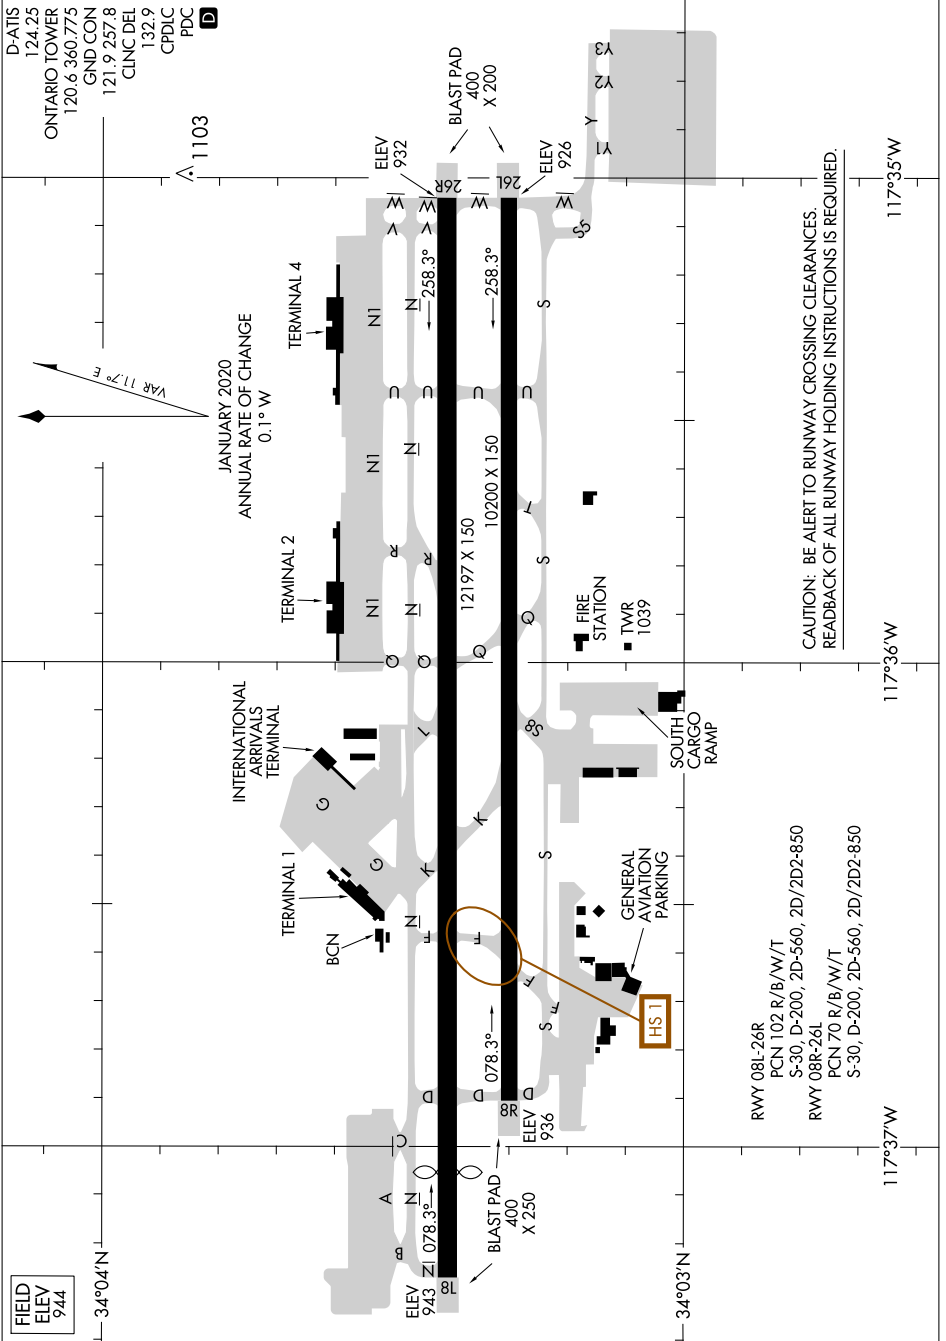 D-ATIS
124.25
ONTARIO TOWER
120.6 360.775
GND CON
121.9 257.8
CLNC DEL
132.9
CPDLC
PDC
D
1103
BLAST PAD
400
X 200
ELEV
932
26R
26L
ELEV
926
Y
Y1
Y2
Y3
W
W
W
W
V
V
S5
117°35'W
TERMINAL 4
N1
N
258.3°
258.3°
S
VAR 11.7° E
JANUARY 2020
ANNUAL RATE OF CHANGE
0.1° W
U
U
U
U
N1
N
10200 X 150
12197 X 150
T
R
R
S
TERMINAL 2
N1
N
Q
Q
Q
Q
FIRE
STATION
TWR
1039
CAUTION: BE ALERT TO RUNWAY CROSSING CLEARANCES.
READBACK OF ALL RUNWAY HOLDING INSTRUCTIONS IS REQUIRED.
117°36'W
INTERNATIONAL
ARRIVALS
TERMINAL
L
S8
SOUTH
CARGO
RAMP
G
G
K
K
S
TERMINAL 1
BCN
N
F
F
F
F
S
GENERAL
AVIATION
PARKING
HS 1
078.3°
D
D
D
8R
ELEV
936
RWY 08L-26R
PCN 102 R/B/W/T
S-30, D-200, 2D-560, 2D/2D2-850
RWY 08R-26L
PCN 70 R/B/W/T
S-30, D-200, 2D-560, 2D/2D2-850
117°37'W
C
A
N
B
N
078.3°
8L
ELEV
943
BLAST PAD
400
X 250
FIELD
ELEV
944
34°04'N
34°03'N